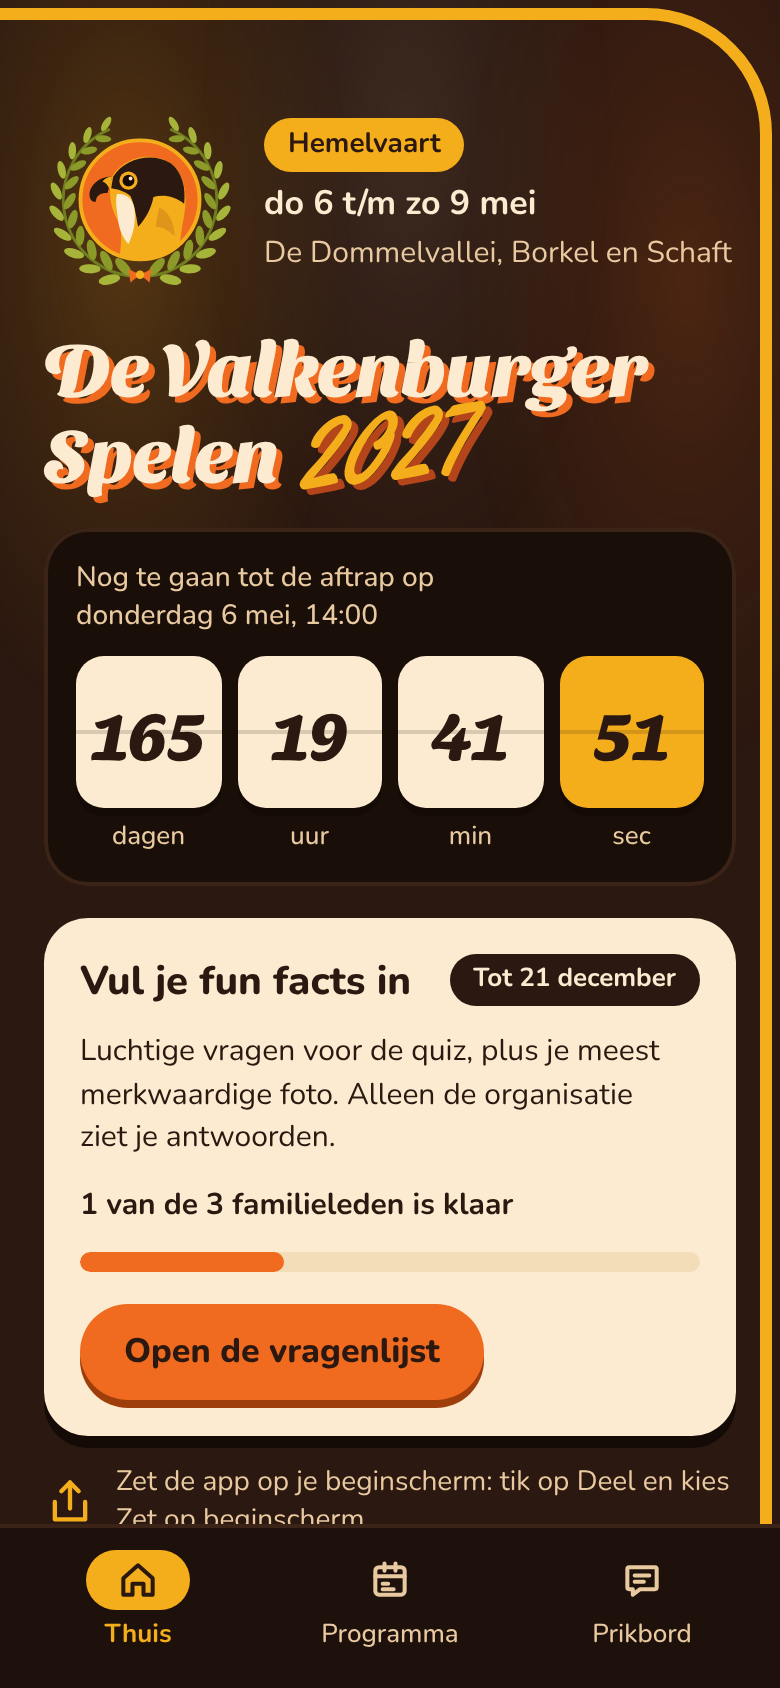 Hemelvaart
do 6 t/m zo 9 mei
De Dommelvallei, Borkel en Schaft
De Valkenburger
Spelen 2027
Nog te gaan tot de aftrap op
donderdag 6 mei, 14:00
165 19 41 51
dagen uur min sec
Vul je fun facts in
Tot 21 december
Luchtige vragen voor de quiz, plus je meest
merkwaardige foto. Alleen de organisatie
ziet je antwoorden.
1 van de 3 familieleden is klaar
Open de vragenlijst
Zet de app op je beginscherm: tik op Deel en kies
Zet op beginscherm
Thuis Programma Prikbord